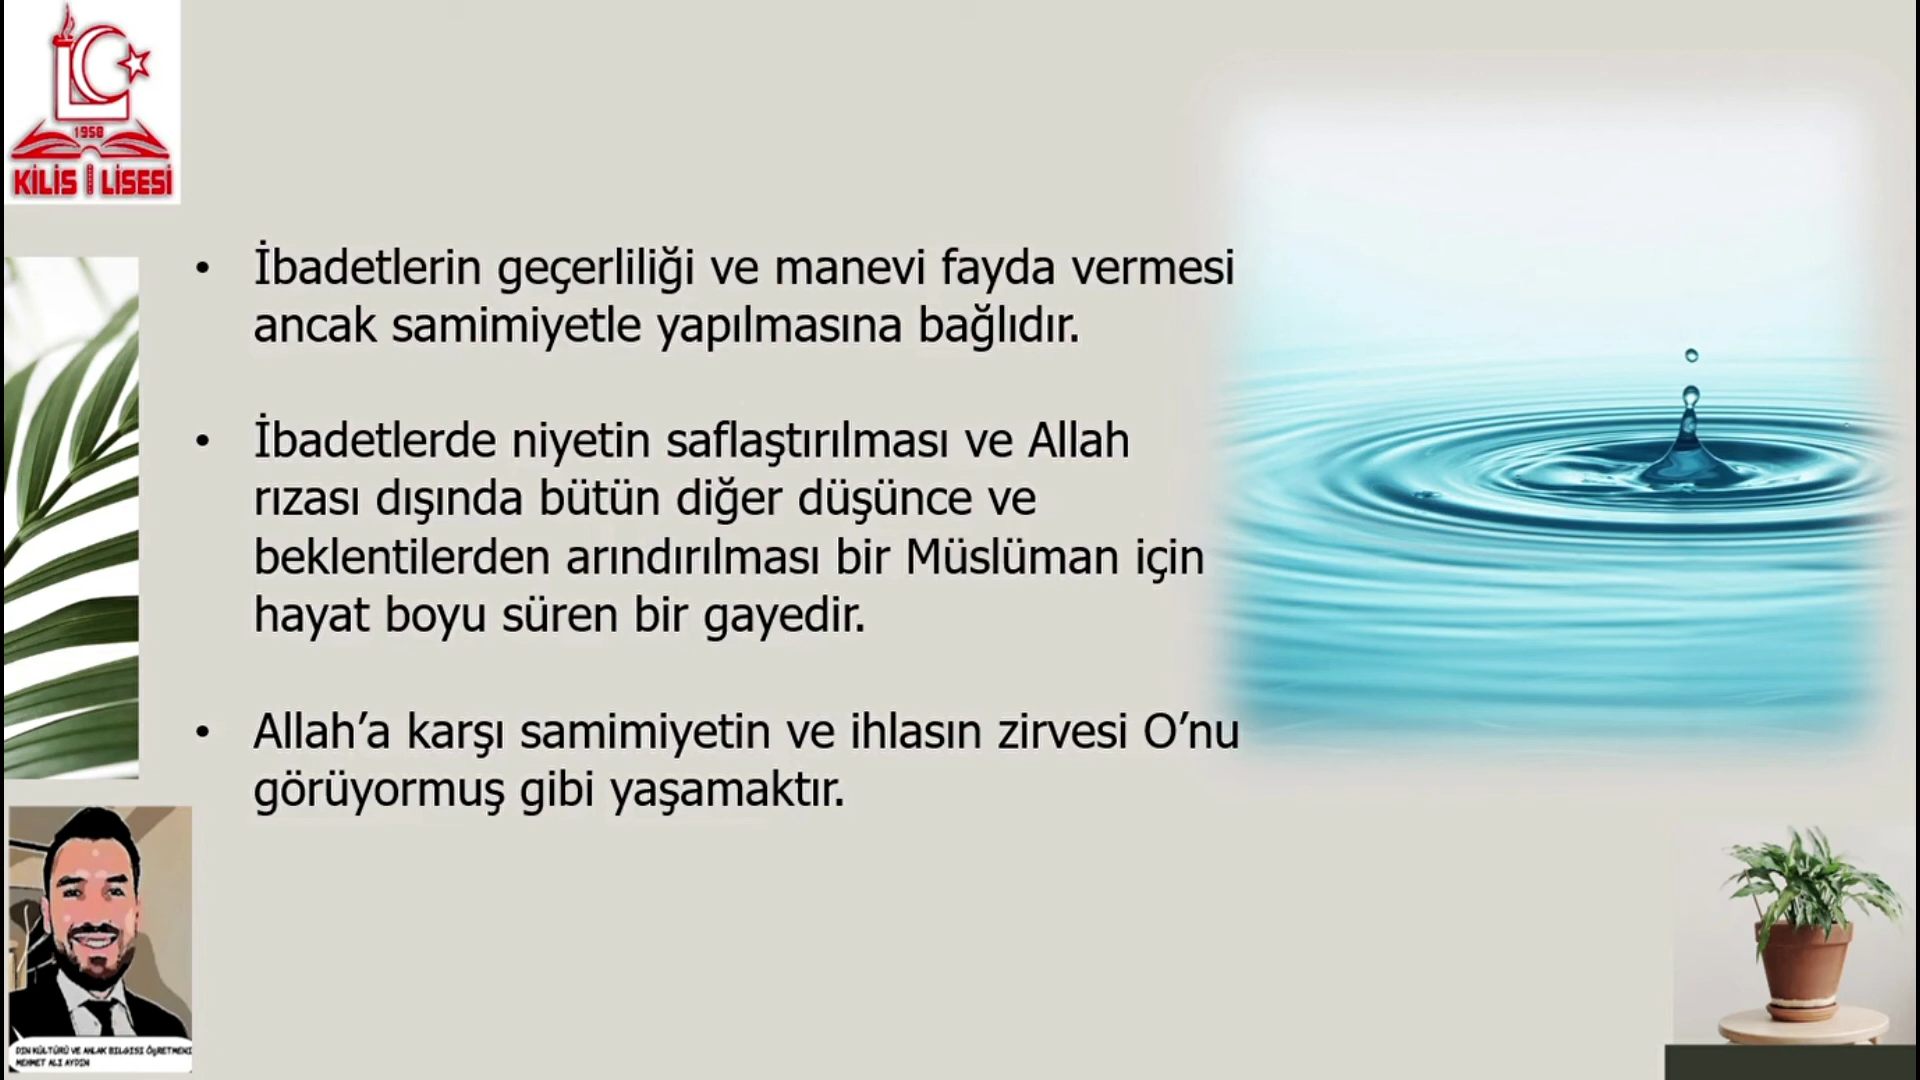 1958
KİLİS LİSESİ
• İbadetlerin geçerliliği ve manevi fayda vermesi
ancak samimiyetle yapılmasına bağlıdır.
• İbadetlerde niyetin saflaştırılması ve Allah
rızası dışında bütün diğer düşünce ve
beklentilerden arındırılması bir Müslüman için
hayat boyu süren bir gayedir.
• Allah’a karşı samimiyetin ve ihlasın zirvesi O’nu
görüyormuş gibi yaşamaktır.
DİN KÜLTÜRÜ VE AHLAK BİLGİSİ ÖĞRETMENİ
MEHMET ALİ AYDIN